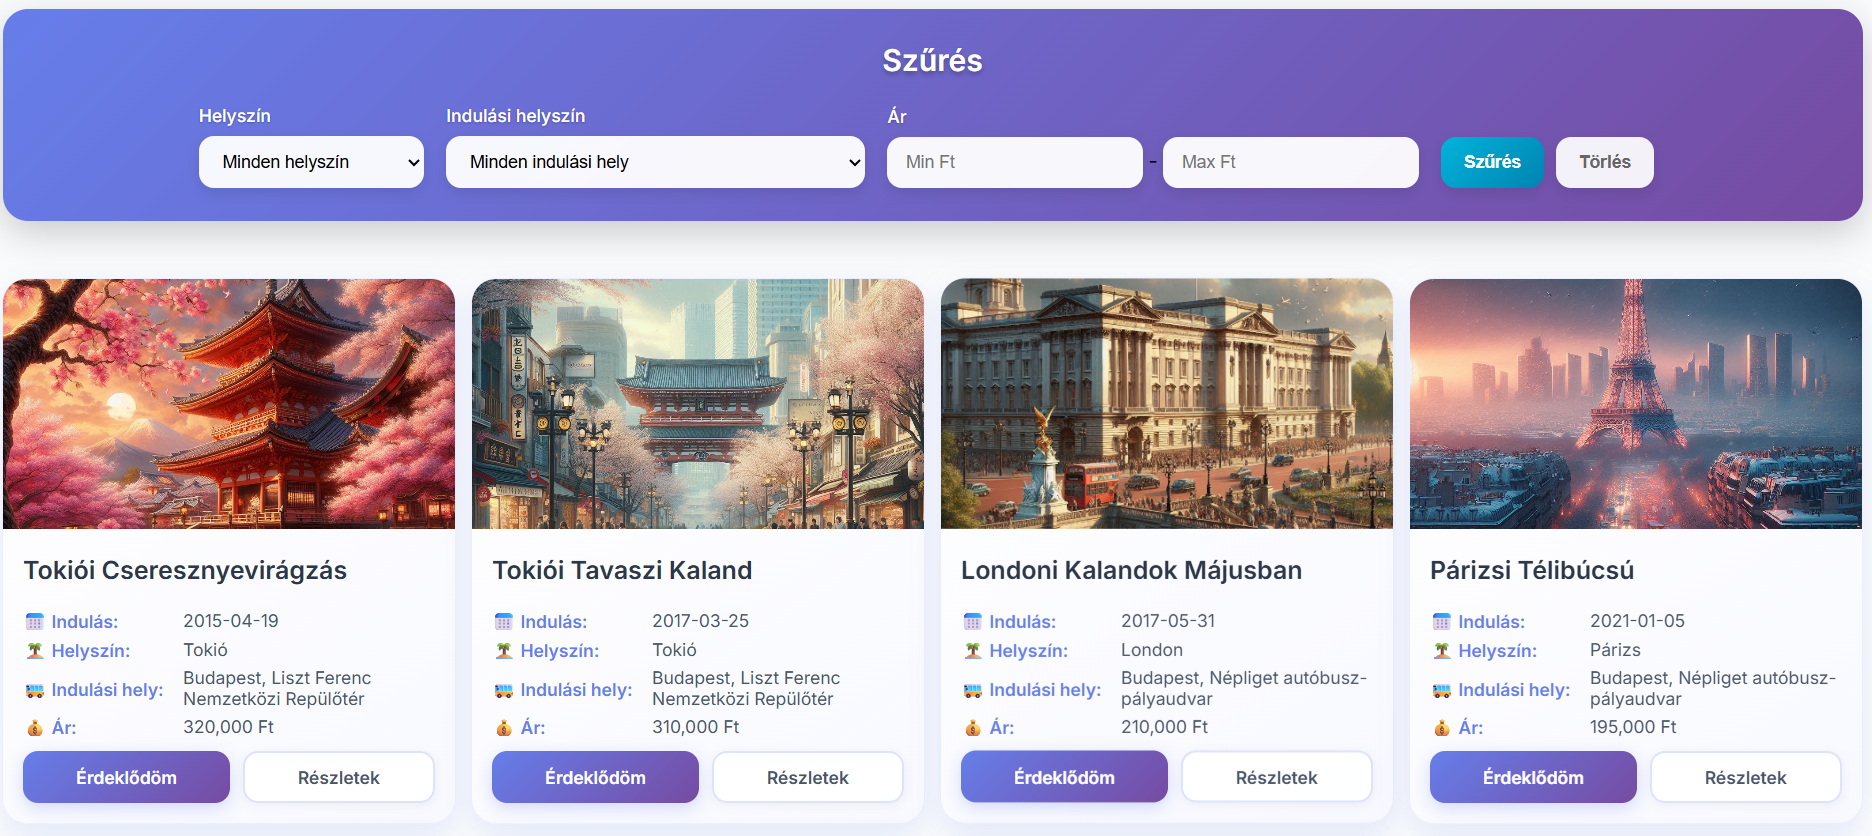 Szűrés
Helyszín
Indulási helyszín
Ár
Minden helyszín
Minden indulási hely
Min Ft
-
Max Ft
Szűrés
Törlés
Tokiói Cseresznyevirágzás
Indulás: 2015-04-19
Helyszín: Tokió
Indulási hely: Budapest, Liszt Ferenc
Nemzetközi Repülőtér
Ár: 320,000 Ft
Érdeklődöm
Részletek
Tokiói Tavaszi Kaland
Indulás: 2017-03-25
Helyszín: Tokió
Indulási hely: Budapest, Liszt Ferenc
Nemzetközi Repülőtér
Ár: 310,000 Ft
Érdeklődöm
Részletek
Londoni Kalandok Májusban
Indulás: 2017-05-31
Helyszín: London
Indulási hely: Budapest, Népliget autóbusz-
pályaudvar
Ár: 210,000 Ft
Érdeklődöm
Részletek
Párizsi Télibúcsú
Indulás: 2021-01-05
Helyszín: Párizs
Indulási hely: Budapest, Népliget autóbusz-
pályaudvar
Ár: 195,000 Ft
Érdeklődöm
Részletek